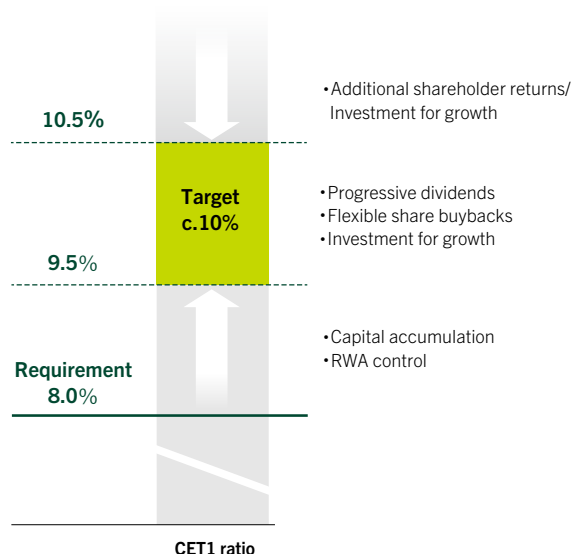 10.5%
•Additional shareholder returns/
Investment for growth
Target
c.10%
•Progressive dividends
•Flexible share buybacks
•Investment for growth
9.5%
•Capital accumulation
•RWA control
Requirement
8.0%
CET1 ratio